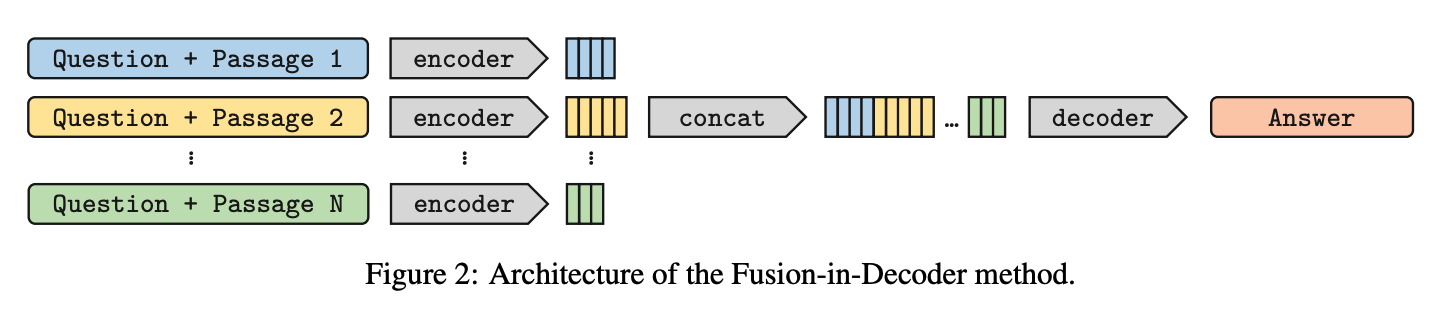 Question + Passage 1 encoder
Question + Passage 2 encoder concat … decoder Answer
Question + Passage N encoder
Figure 2: Architecture of the Fusion-in-Decoder method.